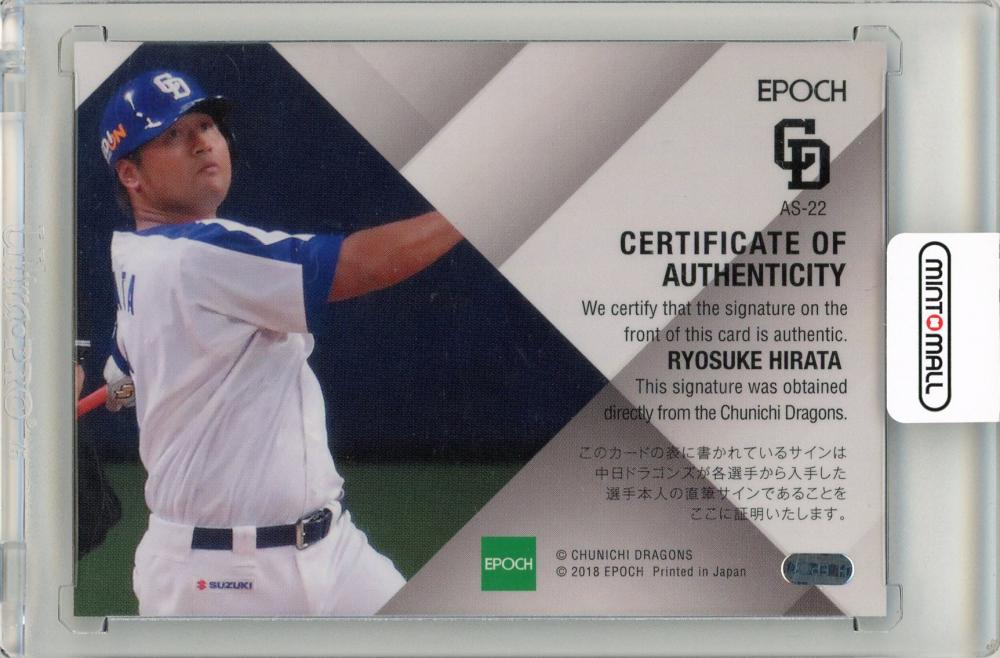 EPOCH
CD
AS-22
CERTIFICATE OF
AUTHENTICITY
We certify that the signature on the
front of this card is authentic.
RYOSUKE HIRATA
This signature was obtained
directly from the Chunichi Dragons.
このカードの表に書かれているサインは
中日ドラゴンズが各選手から入手した
選手本人の直筆サインであることを
ここに証明いたします。
EPOCH
© CHUNICHI DRAGONS
© 2018 EPOCH Printed in Japan
SUZUKI
MINT MALL